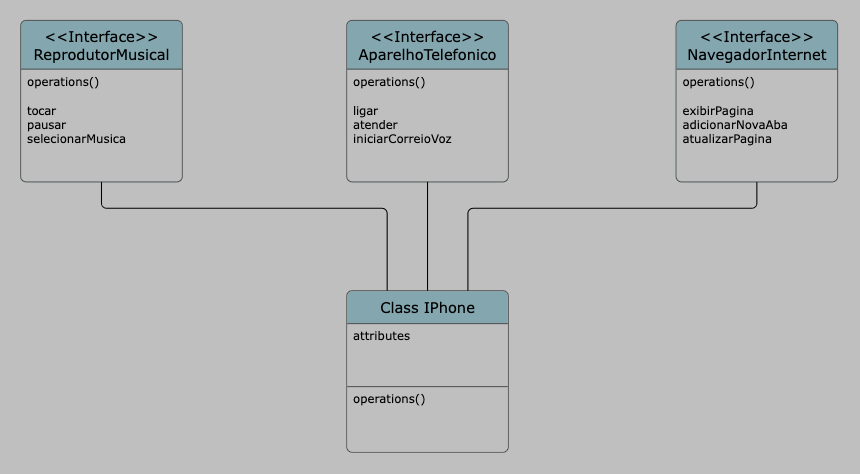 <<Interface>>
ReprodutorMusical
operations()
tocar
pausar
selecionarMusica
<<Interface>>
AparelhoTelefonico
operations()
ligar
atender
iniciarCorreioVoz
<<Interface>>
NavegadorInternet
operations()
exibirPagina
adicionarNovaAba
atualizarPagina
Class IPhone
attributes
operations()